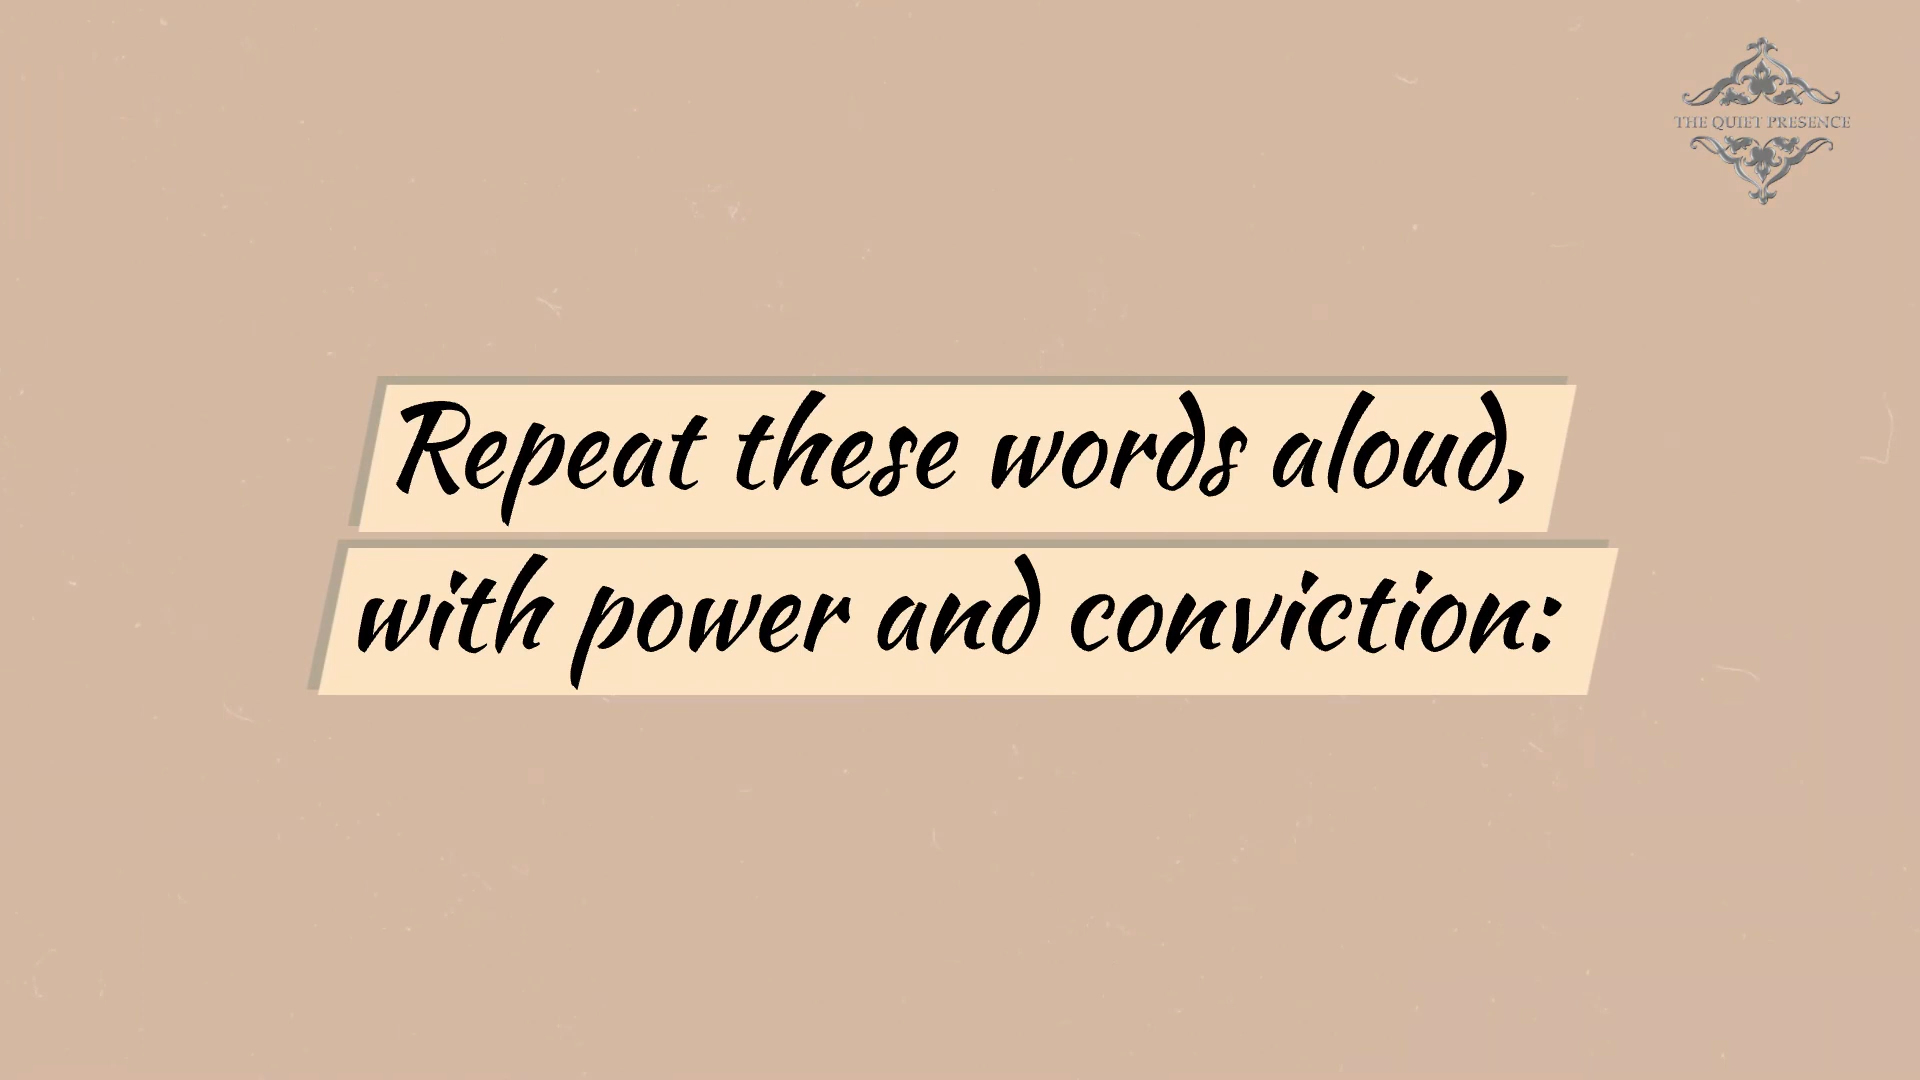 THE QUIET PRESENCE
Repeat these words aloud,
with power and conviction: